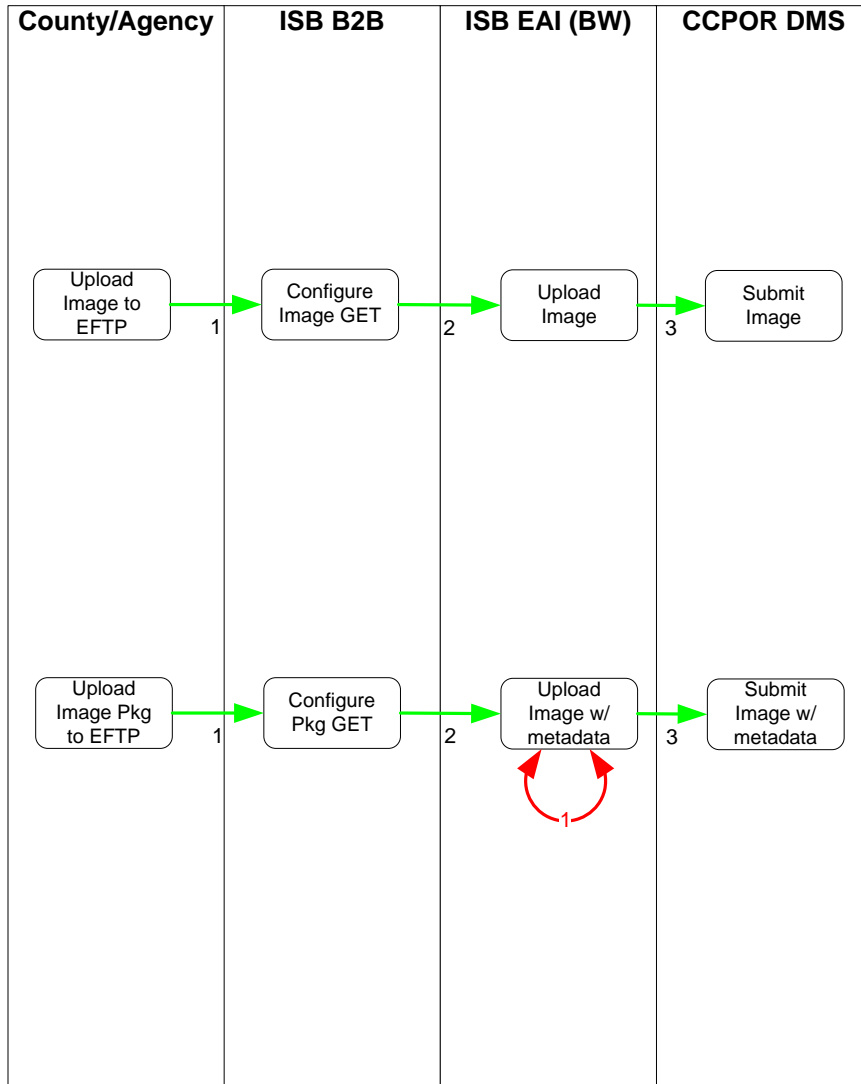 County/Agency
ISB B2B
ISB EAI (BW)
CCPOR DMS
Upload
Image to
EFTP
1
Configure
Image GET
2
Upload
Image
3
Submit
Image
Upload
Image Pkg
to EFTP
1
Configure
Pkg GET
2
Upload
Image w/
metadata
3
Submit
Image w/
metadata
1